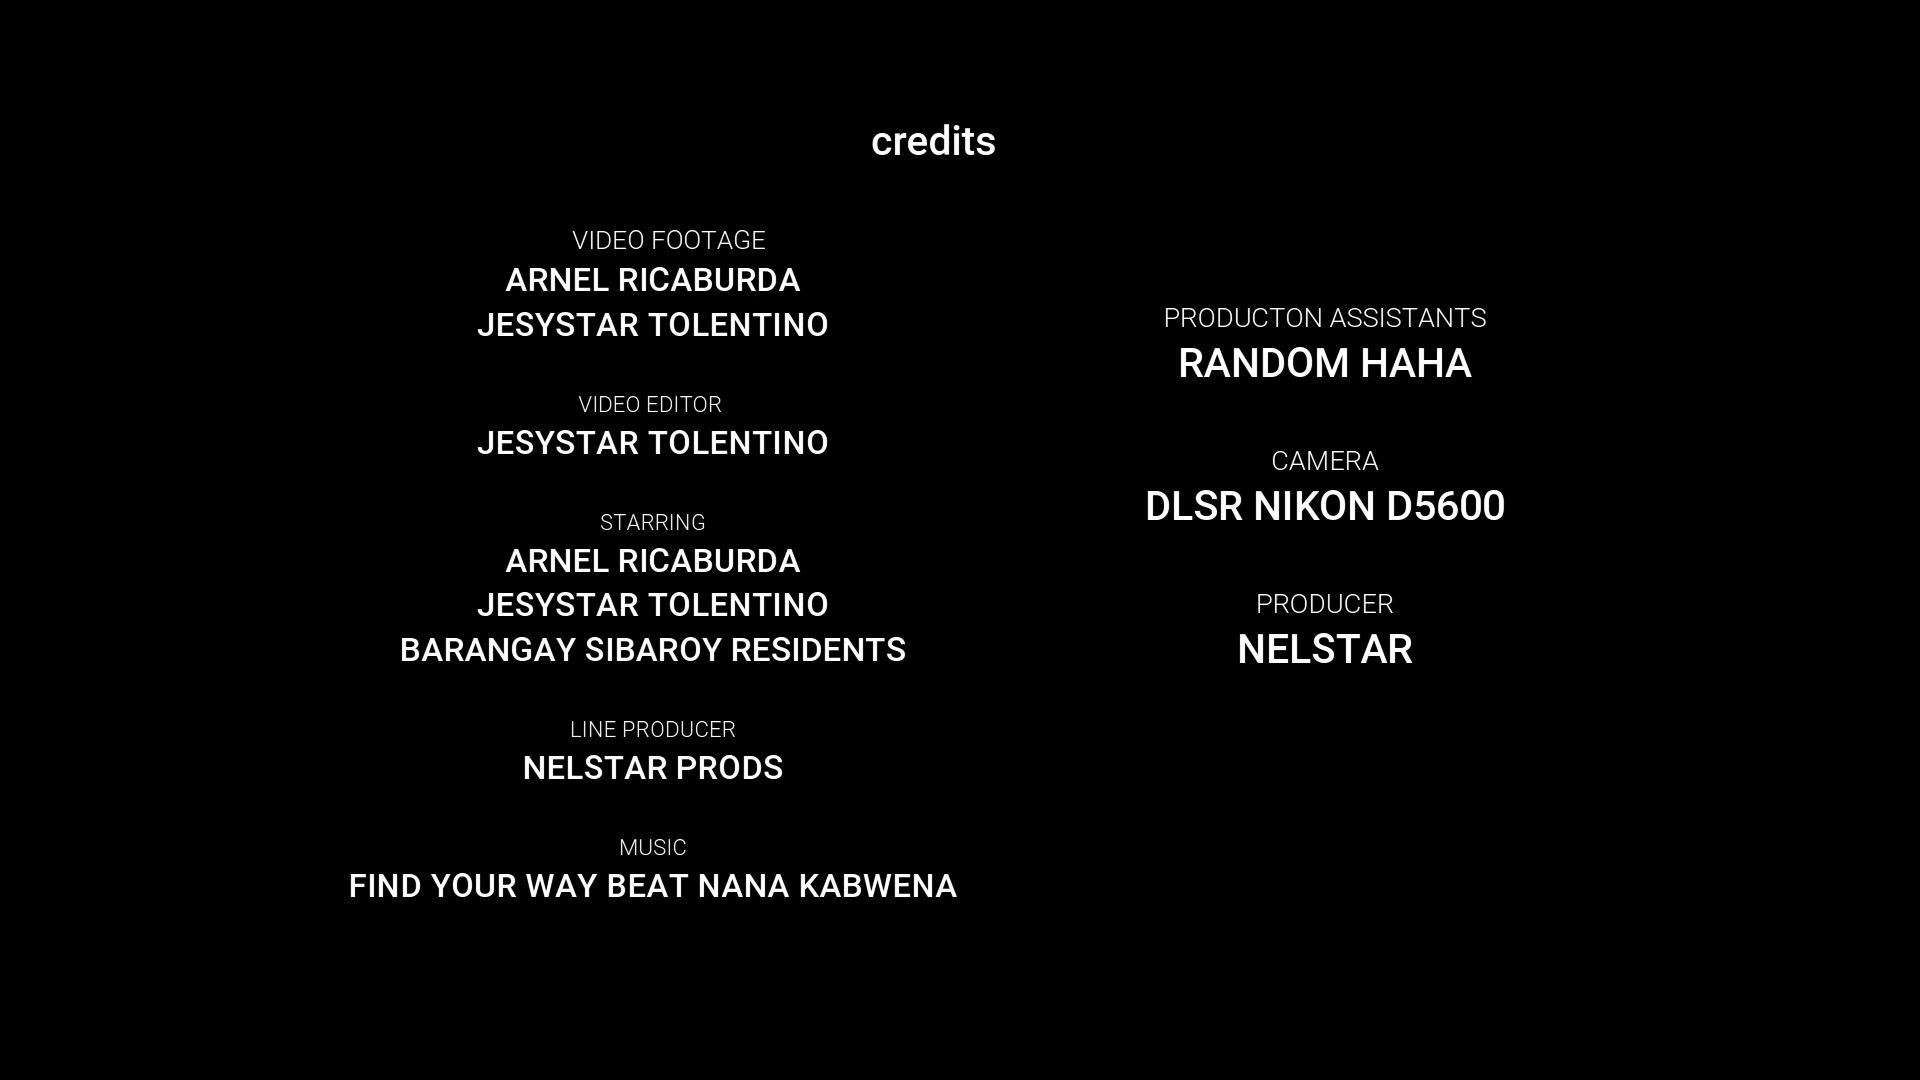 credits
VIDEO FOOTAGE
ARNEL RICABURDA
JESYSTAR TOLENTINO
VIDEO EDITOR
JESYSTAR TOLENTINO
STARRING
ARNEL RICABURDA
JESYSTAR TOLENTINO
BARANGAY SIBAROY RESIDENTS
LINE PRODUCER
NELSTAR PRODS
MUSIC
FIND YOUR WAY BEAT NANA KABWENA
PRODUCTON ASSISTANTS
RANDOM HAHA
CAMERA
DLSR NIKON D5600
PRODUCER
NELSTAR